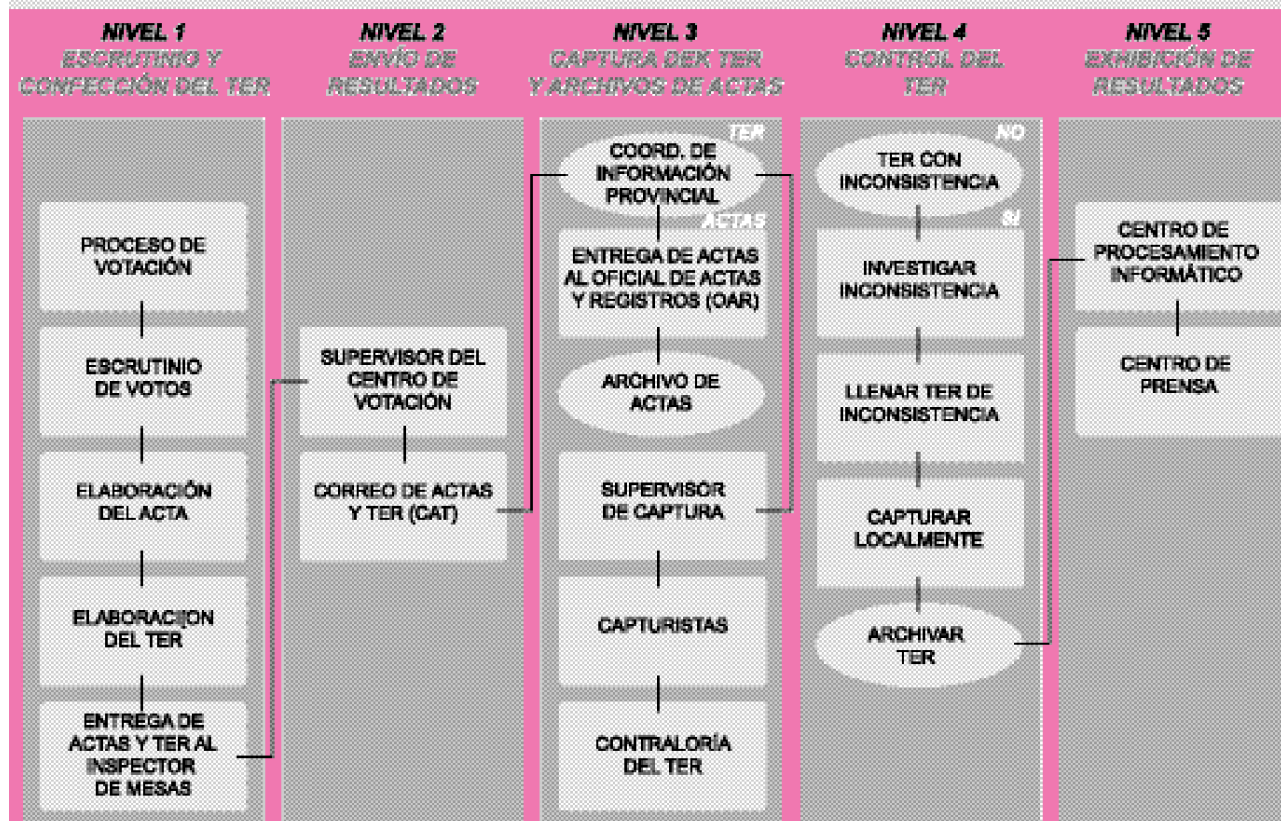 NIVEL 1
ESCRUTINIO Y
CONFECCIÓN DEL TER
PROCESO DE
VOTACIÓN
ESCRUTINIO
DE VOTOS
ELABORACIÓN
DEL ACTA
ELABORACI[ON
DEL TER
ENTREGA DE
ACTAS Y TER AL
INSPECTOR
DE MESAS
NIVEL 2
ENVÍO DE
RESULTADOS
SUPERVISOR DEL
CENTRO DE
VOTACIÓN
CORREO DE ACTAS
Y TER (CAT)
NIVEL 3
CAPTURA DEK TER
Y ARCHIVOS DE ACTAS
TER
COORD. DE
INFORMACIÓN
PROVINCIAL
ACTAS
ENTREGA DE ACTAS
AL OFICIAL DE ACTAS
Y REGISTROS (OAR)
ARCHIVO DE
ACTAS
SUPERVISOR
DE CAPTURA
CAPTURISTAS
CONTRALORÍA
DEL TER
NIVEL 4
CONTROL DEL
TER
NO
TER CON
INCONSISTENCIA
SI
INVESTIGAR
INCONSISTENCIA
LLENAR TER DE
INCONSISTENCIA
CAPTURAR
LOCALMENTE
ARCHIVAR
TER
NIVEL 5
EXHIBICIÓN DE
RESULTADOS
CENTRO DE
PROCESAMIENTO
INFORMÁTICO
CENTRO DE
PRENSA